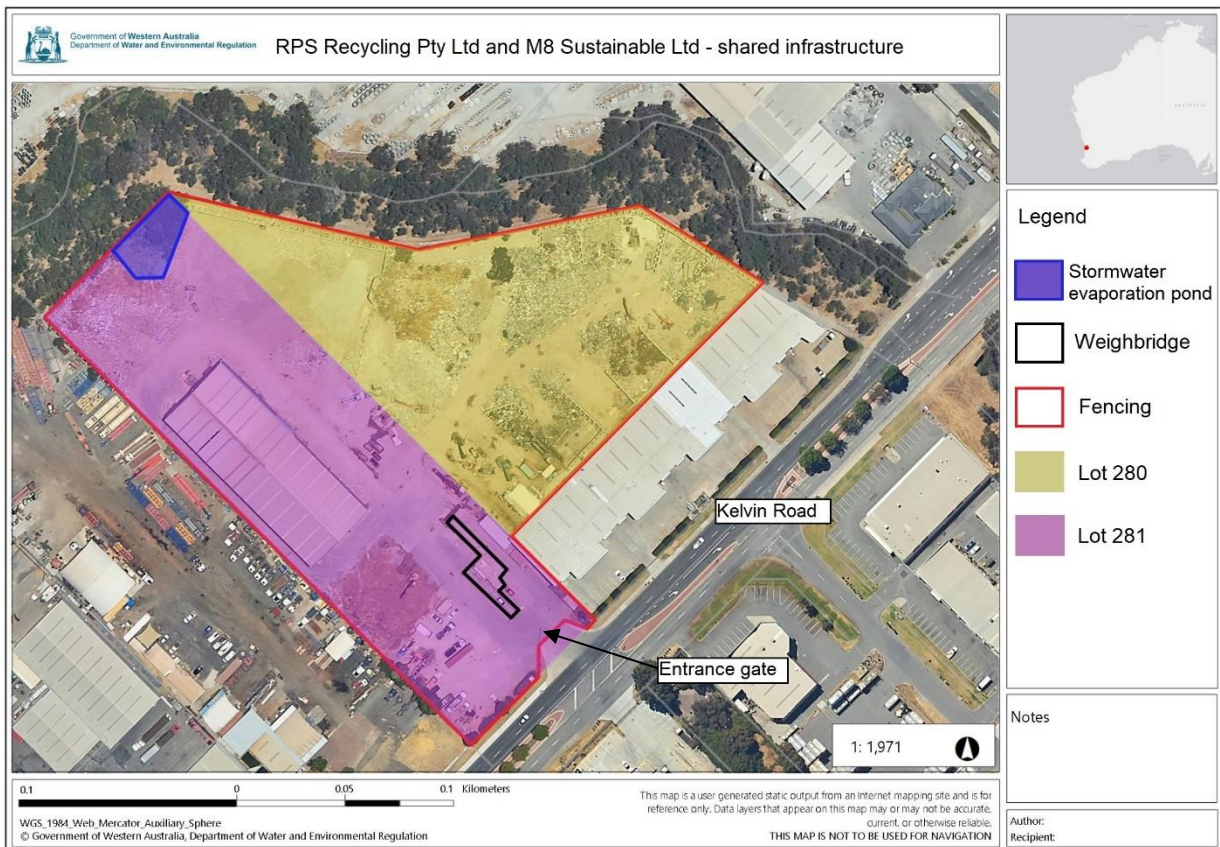 Government of Western Australia
Department of Water and Environmental Regulation
RPS Recycling Pty Ltd and M8 Sustainable Ltd - shared infrastructure
Legend
Stormwater
evaporation pond
Weighbridge
Fencing
Lot 280
Lot 281
Kelvin Road
Entrance gate
1: 1,971
Notes
0.1 0 0.05 0.1 Kilometers
WGS_1984_Web_Mercator_Auxiliary_Sphere
© Government of Western Australia, Department of Water and Environmental Regulation
This map is a user generated static output from an Internet mapping site and is for
reference only. Data layers that appear on this map may or may not be accurate,
current, or otherwise reliable.
THIS MAP IS NOT TO BE USED FOR NAVIGATION
Author:
Recipient: